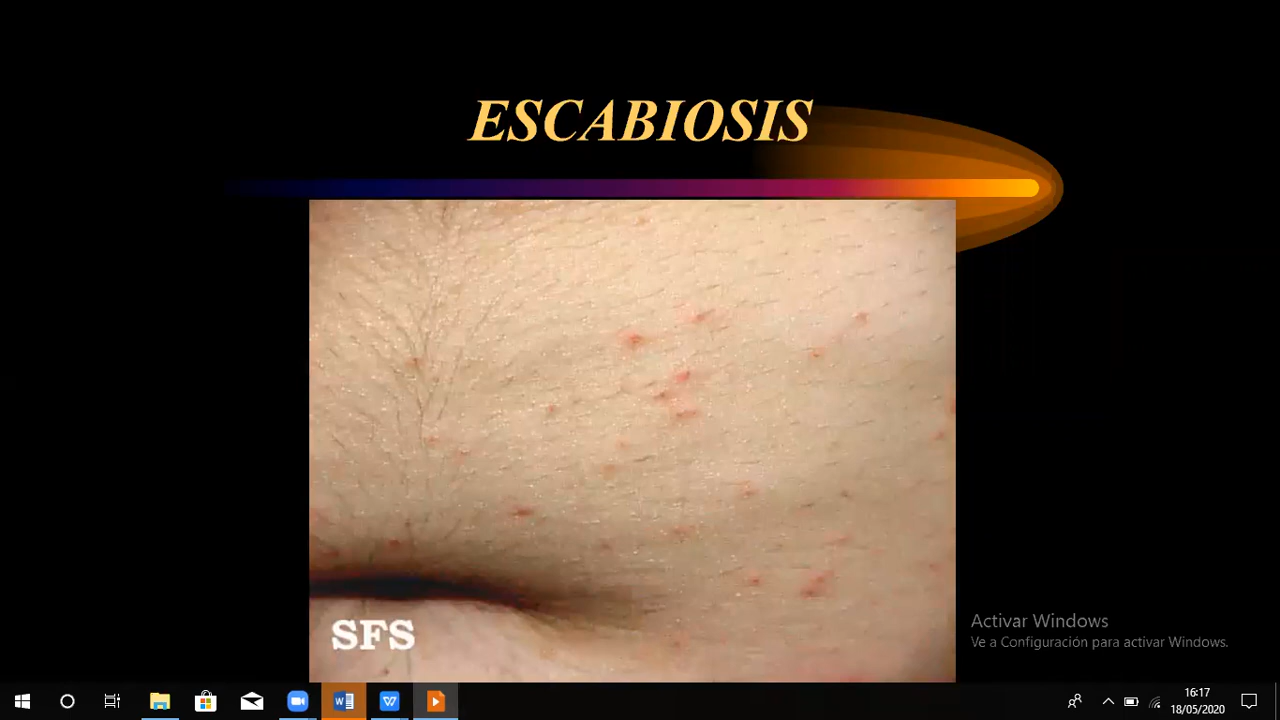 ESCABIOSIS
SFS
Activar Windows
Ve a Configuración para activar Windows.
16:17
18/05/2020